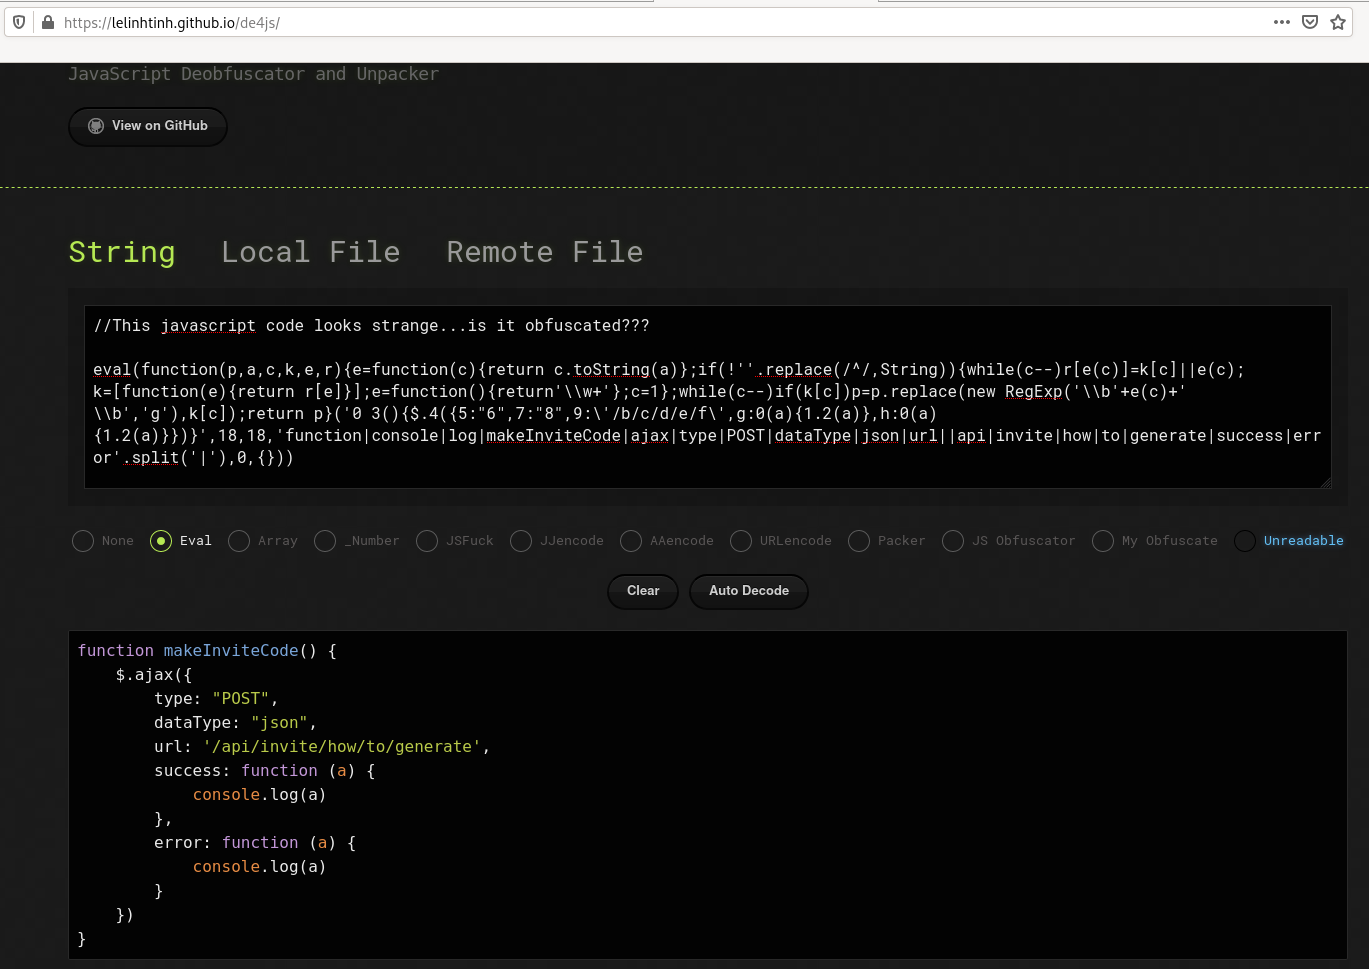 https://lelinhtinh.github.io/de4js/
JavaScript Deobfuscator and Unpacker
View on GitHub
String Local File Remote File
//This javascript code looks strange...is it obfuscated???
eval(function(p,a,c,k,e,r){e=function(c){return c.toString(a)};if(!''.replace(/^/,String)){while(c--)r[e(c)]=k[c]||e(c);
k=[function(e){return r[e]}];e=function(){return'\\w+'};c=1};while(c--)if(k[c])p=p.replace(new RegExp('\\b'+e(c)+'
\\b','g'),k[c]);return p}('0 3(){$.4({5:"6",7:"8",9:\'/b/c/d/e/f\',g:0(a){1.2(a)},h:0(a)
{1.2(a)}})}',18,18,'function|console|log|makeInviteCode|ajax|type|POST|dataType|json|url||api|invite|how|to|generate|success|err
or'.split('|'),0,{}))
None Eval Array _Number JSFuck JJencode AAencode URLencode Packer JS Obfuscator My Obfuscate Unreadable
Clear Auto Decode
function makeInviteCode() {
    $.ajax({
        type: "POST",
        dataType: "json",
        url: '/api/invite/how/to/generate',
        success: function (a) {
            console.log(a)
        },
        error: function (a) {
            console.log(a)
        }
    })
}